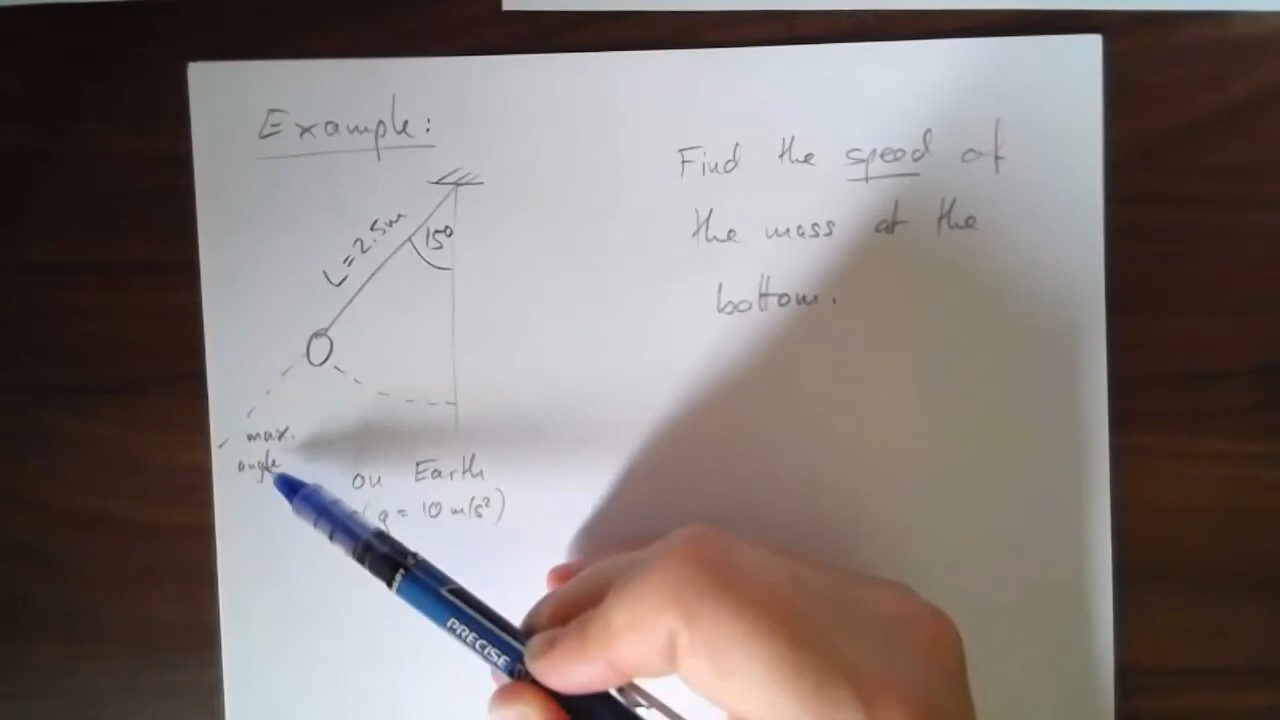 Example:
L=2.5m
15°
max.
angle
on Earth
(g = 10 m/s²)
Find the speed of
the mass at the
bottom.
PRECISE